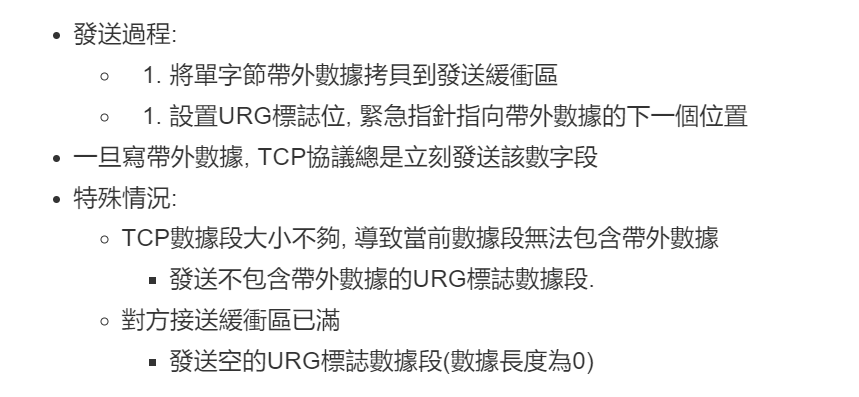 • 發送過程:
◦ 1. 將單字節帶外數據拷貝到發送緩衝區
◦ 1. 設置URG標誌位, 緊急指針指向帶外數據的下一個位置
• 一旦寫帶外數據, TCP協議總是立刻發送該數字段
• 特殊情況:
◦ TCP數據段大小不夠, 導致當前數據段無法包含帶外數據
▪ 發送不包含帶外數據的URG標誌數據段.
◦ 對方接送緩衝區已滿
▪ 發送空的URG標誌數據段(數據長度為0)